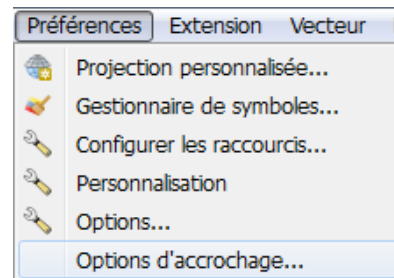 Préférences Extension Vecteur
Projection personnalisée...
Gestionnaire de symboles...
Configurer les raccourcis...
Personnalisation
Options...
Options d'accrochage...